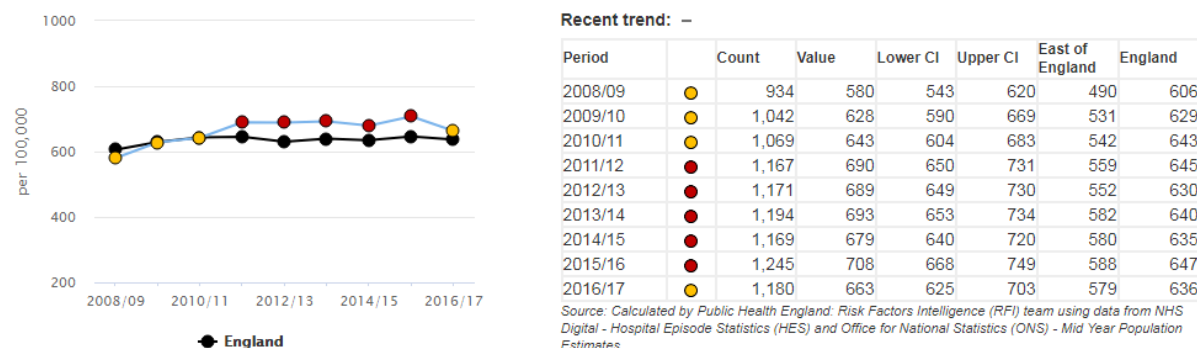 1000
800
600
400
200
per 100,000
2008/09 2010/11 2012/13 2014/15 2016/17
England
Recent trend: –
Period Count Value Lower CI Upper CI East of England England
2008/09 934 580 543 620 490 606
2009/10 1,042 628 590 669 531 629
2010/11 1,069 643 604 683 542 643
2011/12 1,167 690 650 731 559 645
2012/13 1,171 689 649 730 552 630
2013/14 1,194 693 653 734 582 640
2014/15 1,169 679 640 720 580 635
2015/16 1,245 708 668 749 588 647
2016/17 1,180 663 625 703 579 636
Source: Calculated by Public Health England: Risk Factors Intelligence (RFI) team using data from NHS
Digital - Hospital Episode Statistics (HES) and Office for National Statistics (ONS) - Mid Year Population
Estimates